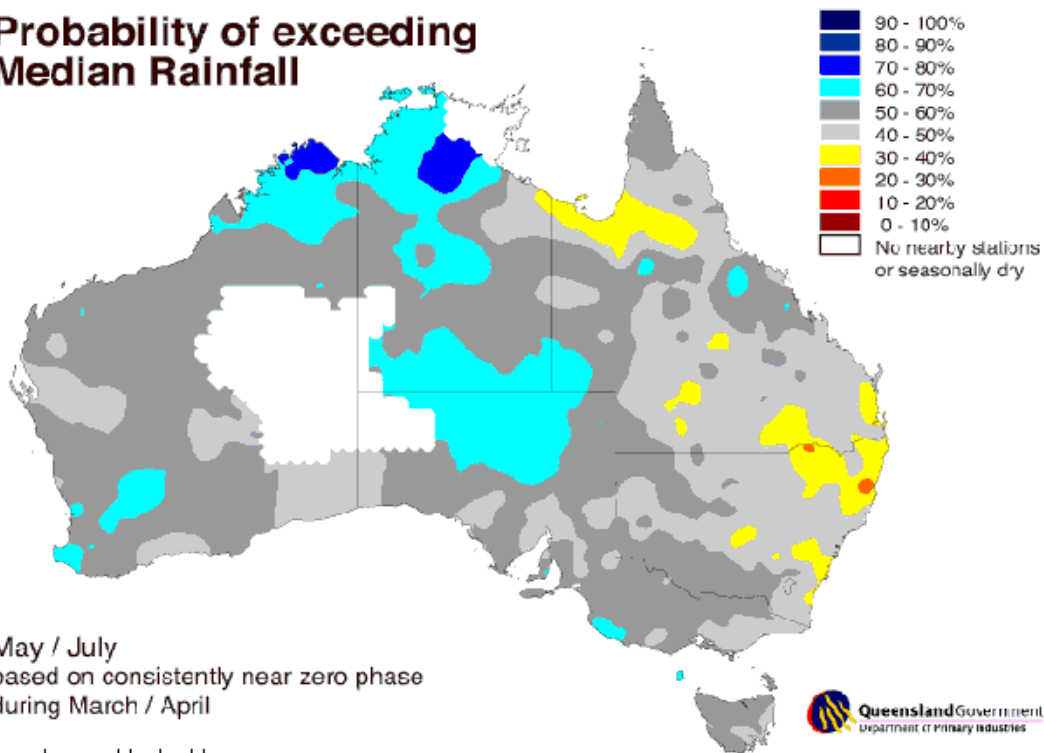 Probability of exceeding
Median Rainfall
90 - 100%
80 - 90%
70 - 80%
60 - 70%
50 - 60%
40 - 50%
30 - 40%
20 - 30%
10 - 20%
0 - 10%
No nearby stations
or seasonally dry
May / July
based on consistently near zero phase
during March / April
Queensland Government
Department of Primary Industries